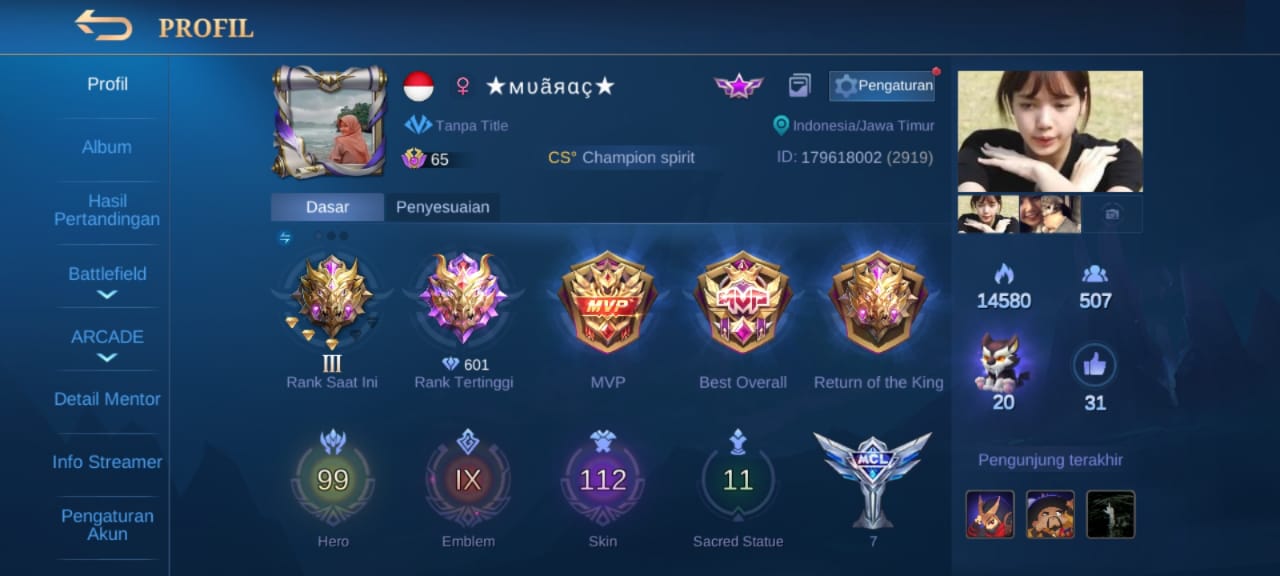 PROFIL
Profil
Album
Hasil
Pertandingan
Battlefield
ARCADE
Detail Mentor
Info Streamer
Pengaturan
Akun
★мυãяαç★
Pengaturan
Tanpa Title
Indonesia/Jawa Timur
65
CS° Champion spirit
ID: 179618002 (2919)
Dasar
Penyesuaian
MVP
MVP
III
601
Rank Saat Ini
Rank Tertinggi
MVP
Best Overall
Return of the King
99
IX
112
11
MCL
Hero
Emblem
Skin
Sacred Statue
7
14580
507
20
31
Pengunjung terakhir